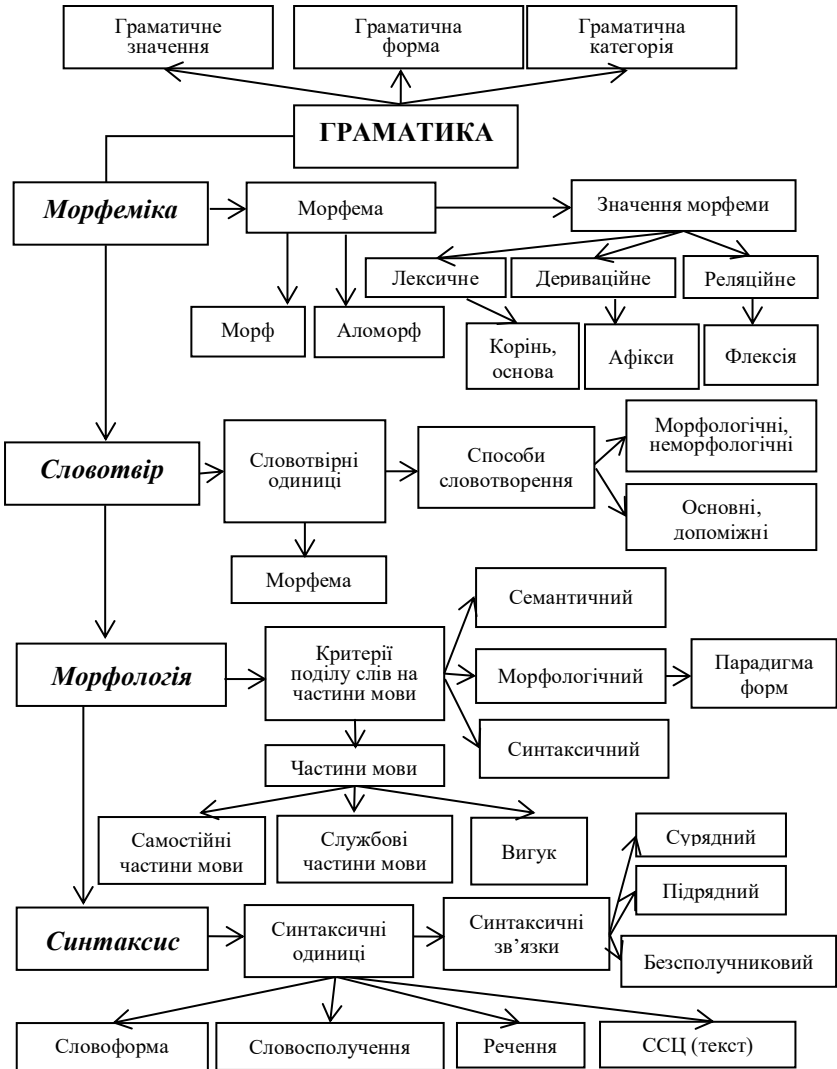 Граматичне
значення
Граматична
форма
Граматична
категорія
ГРАМАТИКА
Морфеміка
Морфема
Значення морфеми
Лексичне
Дериваційне
Реляційне
Морф
Аломорф
Корінь,
основа
Афікси
Флексія
Словотвір
Словотвірні
одиниці
Способи
словотворення
Морфологічні,
неморфологічні
Основні,
допоміжні
Морфема
Семантичний
Морфологія
Критерії
поділу слів на
частини мови
Морфологічний
Парадигма
форм
Синтаксичний
Частини мови
Самостійні
частини мови
Службові
частини мови
Вигук
Сурядний
Підрядний
Синтаксис
Синтаксичні
одиниці
Синтаксичні
зв’язки
Безсполучниковий
Словоформа
Словосполучення
Речення
ССЦ (текст)